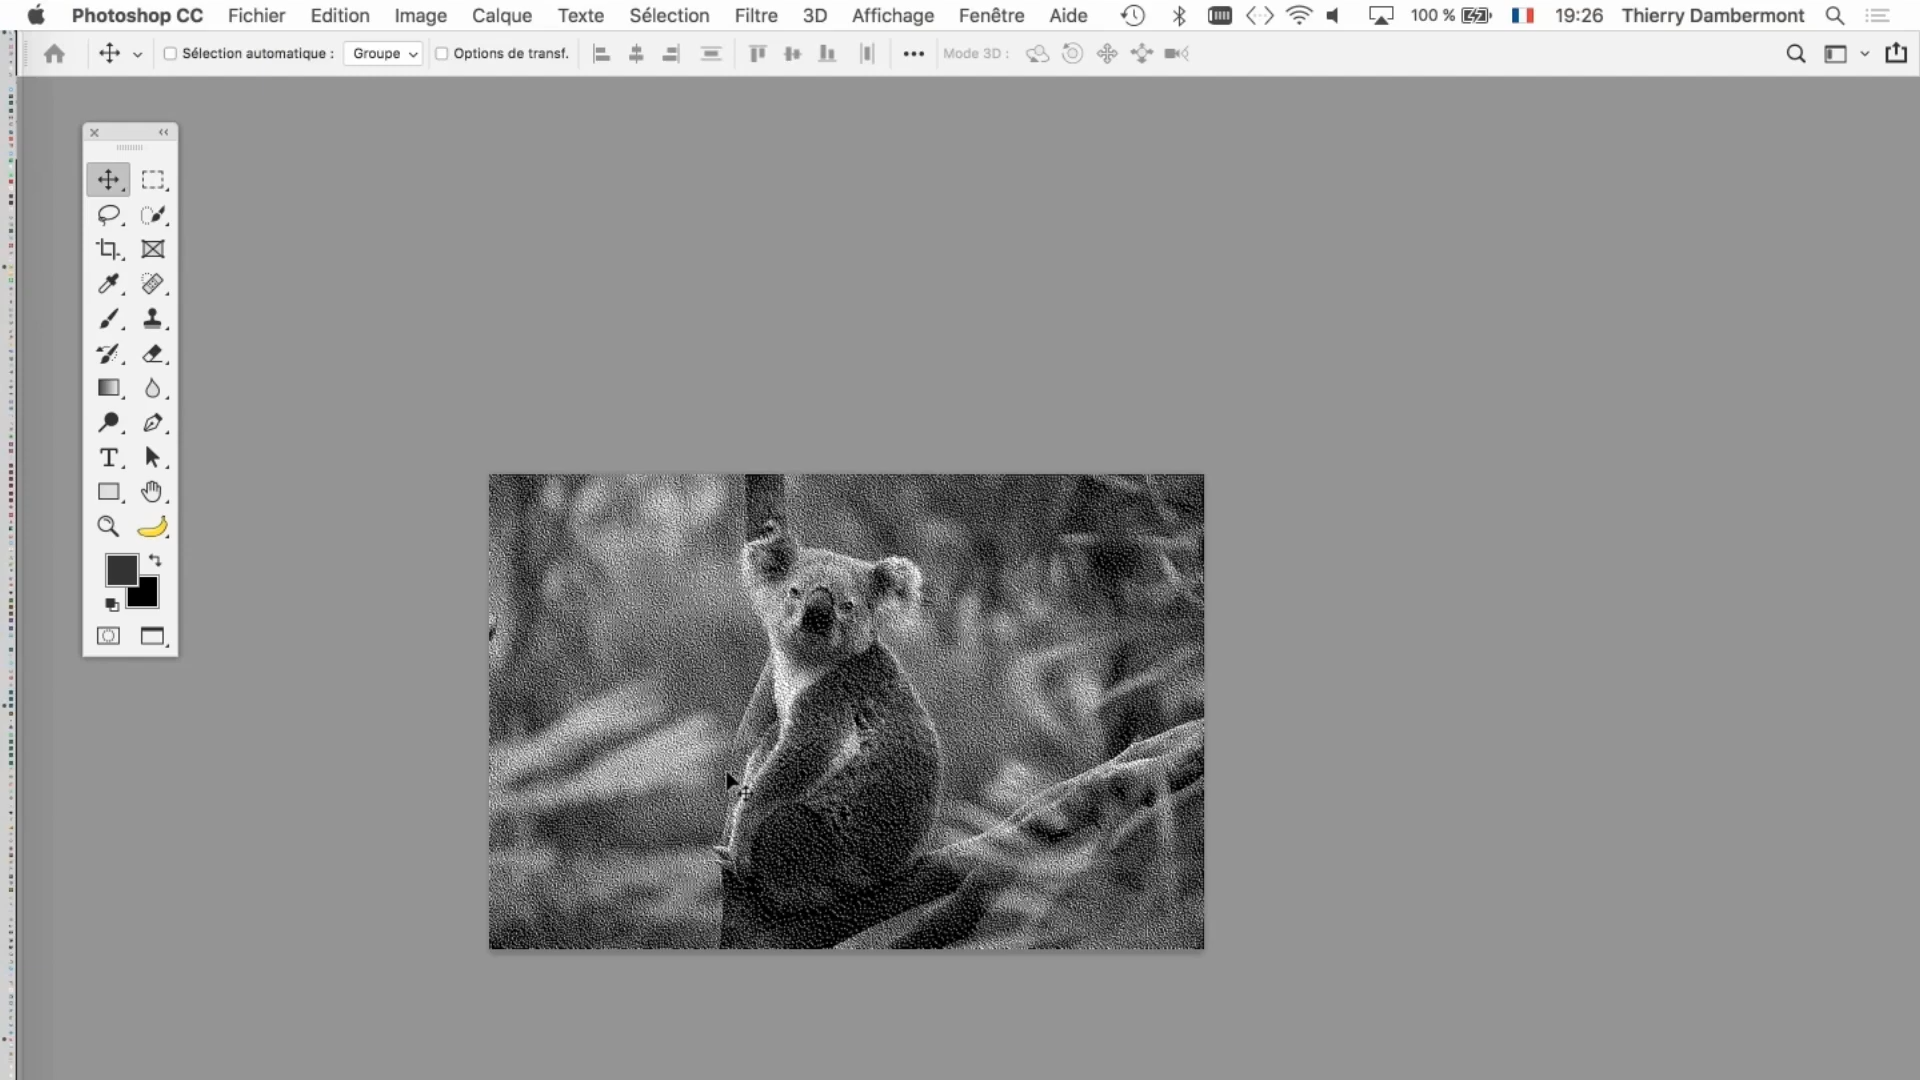 Photoshop CC Fichier Edition Image Calque Texte Sélection Filtre 3D Affichage Fenêtre Aide 100 % 19:26 Thierry Dambermont
Sélection automatique : Groupe Options de transf. Mode 3D :